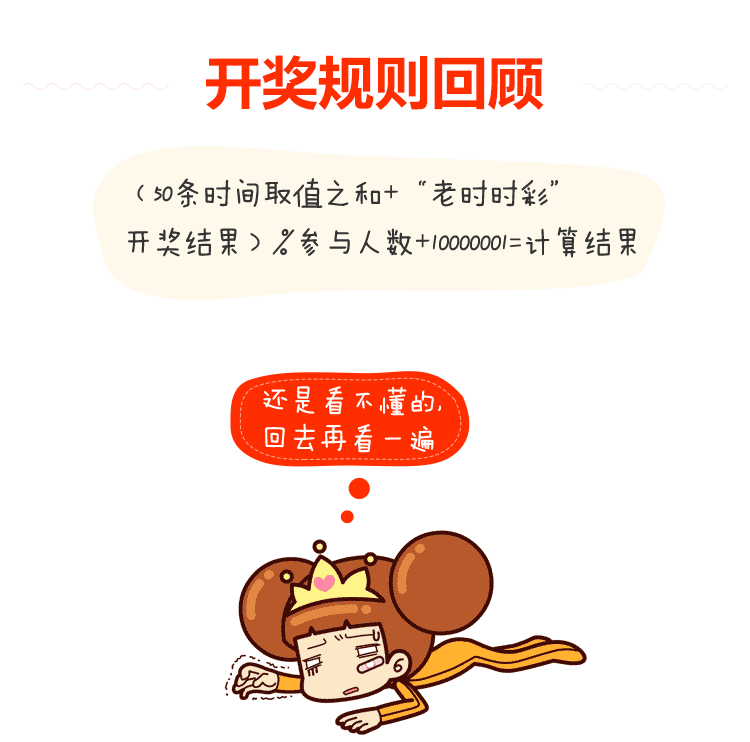 开奖规则回顾
（50条时间取值之和+“老时时彩”
开奖结果）%参与人数+10000001=计算结果
还是看不懂的,
回去再看一遍